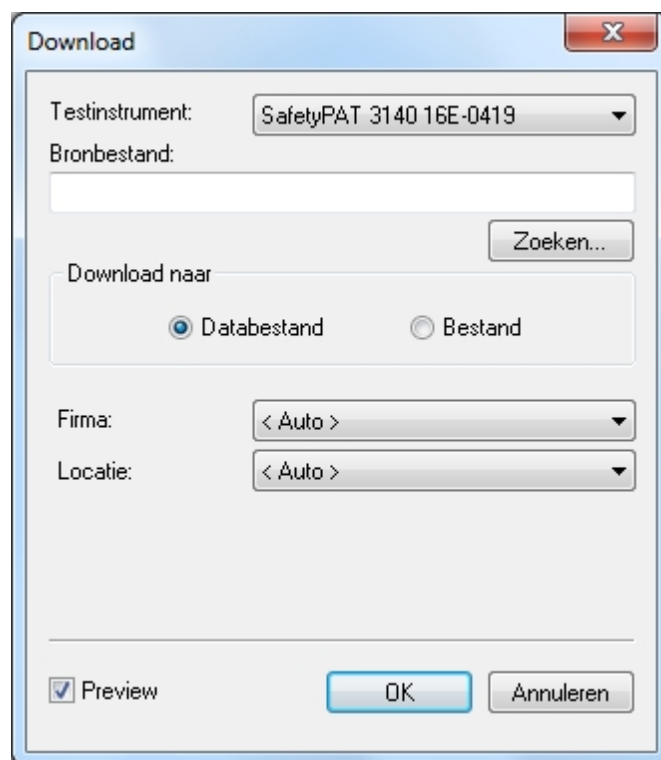 Download
Testinstrument: SafetyPAT 3140 16E-0419
Bronbestand:
Zoeken...
Download naar
Databestand Bestand
Firma: < Auto >
Locatie: < Auto >
Preview OK Annuleren